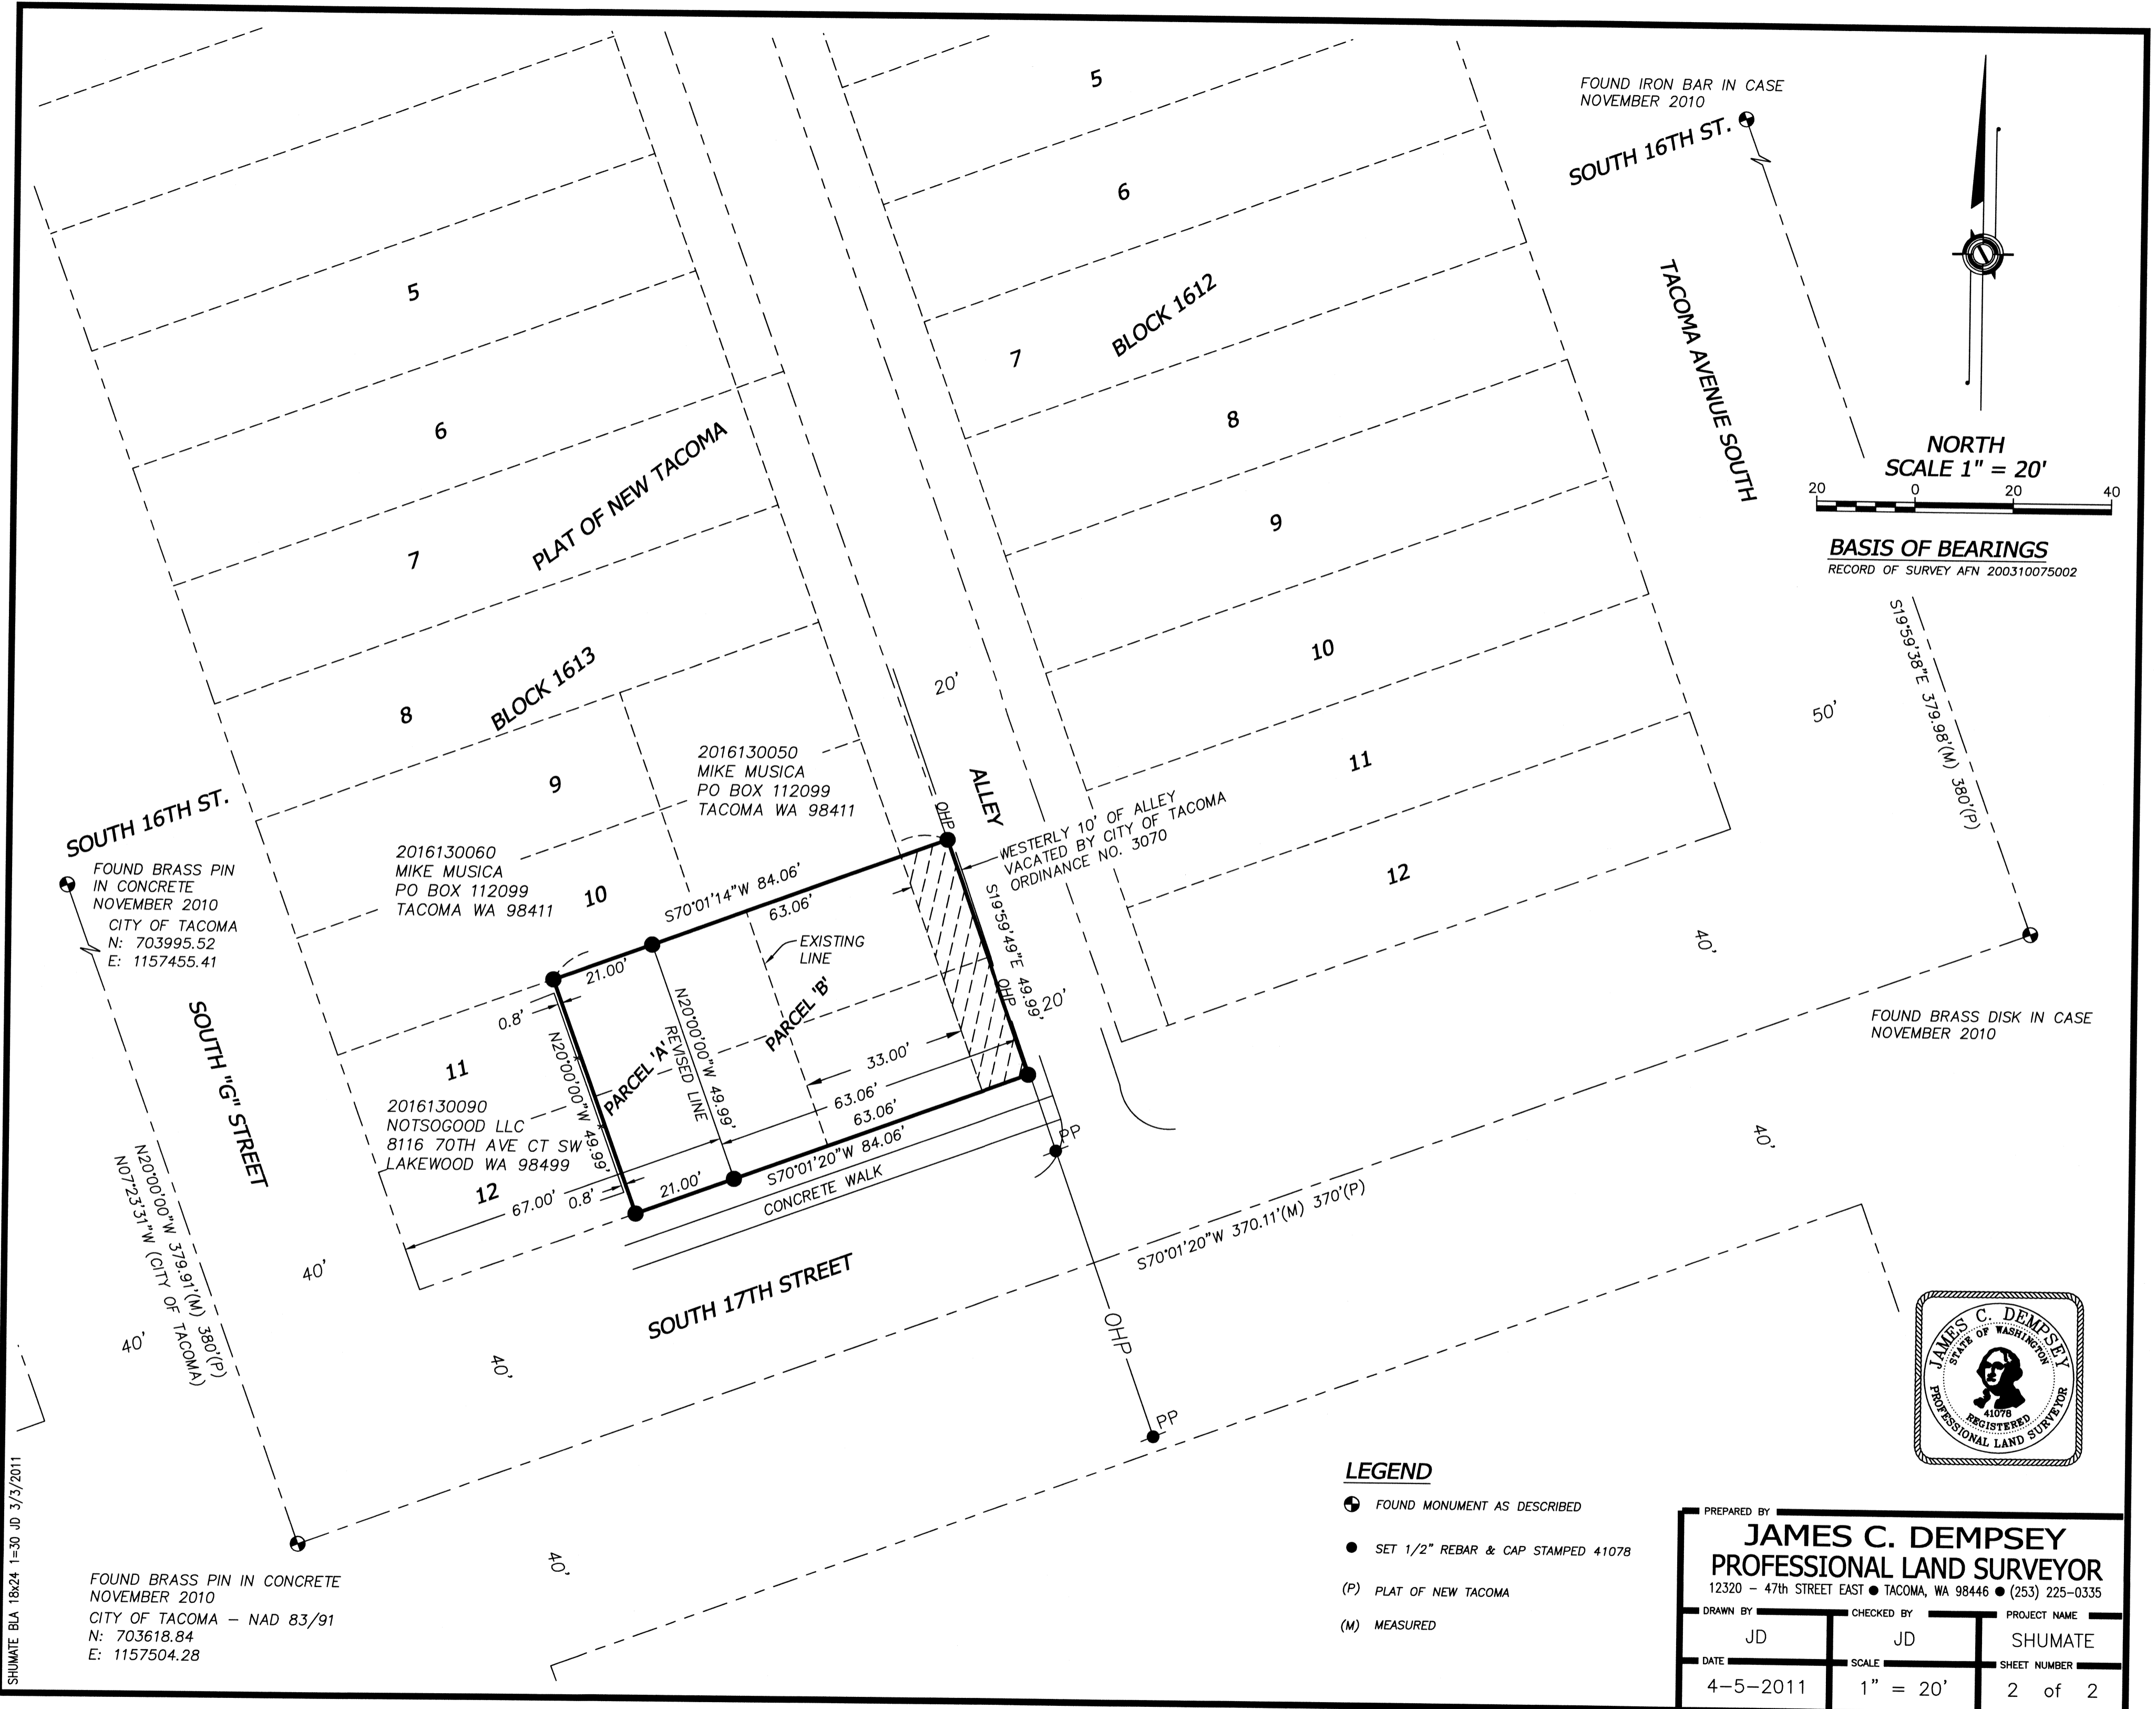 5
FOUND IRON BAR IN CASE
NOVEMBER 2010
SOUTH 16TH ST.
6
5
BLOCK 1612
7
TACOMA AVENUE SOUTH
6
8
NORTH
SCALE 1" = 20'
20 0 20 40
PLAT OF NEW TACOMA
9
7
BASIS OF BEARINGS
RECORD OF SURVEY AFN 200310075002
S19°59'38"E 379.98'(M) 380'(P)
10
BLOCK 1613
8
20'
50'
2016130050
MIKE MUSICA
PO BOX 112099
TACOMA WA 98411
9
ALLEY
11
OHP
WESTERLY 10' OF ALLEY
VACATED BY CITY OF TACOMA
ORDINANCE NO. 3070
SOUTH 16TH ST.
FOUND BRASS PIN
IN CONCRETE
NOVEMBER 2010
CITY OF TACOMA
N: 703995.52
E: 1157455.41
2016130060
MIKE MUSICA
PO BOX 112099
TACOMA WA 98411
10
S70°01'14"W 84.06'
63.06'
12
S19°59'49"E 49.99'
OHP
EXISTING
LINE
40'
21.00'
0.8'
N20°00'00"W 49.99'
REVISED LINE
PARCEL 'B'
20'
FOUND BRASS DISK IN CASE
NOVEMBER 2010
SOUTH "G" STREET
11
N20°00'00"W 49.99'
PARCEL 'A'
33.00'
63.06'
63.06'
2016130090
NOTSOGOOD LLC
8116 70TH AVE CT SW
LAKEWOOD WA 98499
12
67.00'
0.8'
21.00'
S70°01'20"W 84.06'
CONCRETE WALK
PP
40'
N20°00'00"W 379.91'(M) 380'(P)
N07°23'31"W (CITY OF TACOMA)
S70°01'20"W 370.11'(M) 370'(P)
40'
SOUTH 17TH STREET
40'
40'
OHP
PP
40'
FOUND BRASS PIN IN CONCRETE
NOVEMBER 2010
CITY OF TACOMA - NAD 83/91
N: 703618.84
E: 1157504.28
SHUMATE BLA 18x24 1=30 JD 3/3/2011
LEGEND
FOUND MONUMENT AS DESCRIBED
SET 1/2" REBAR & CAP STAMPED 41078
(P) PLAT OF NEW TACOMA
(M) MEASURED
JAMES C. DEMPSEY
STATE OF WASHINGTON
41078
REGISTERED
PROFESSIONAL LAND SURVEYOR
PREPARED BY
JAMES C. DEMPSEY
PROFESSIONAL LAND SURVEYOR
12320 - 47th STREET EAST ● TACOMA, WA 98446 ● (253) 225-0335
DRAWN BY CHECKED BY PROJECT NAME
JD JD SHUMATE
DATE SCALE SHEET NUMBER
4-5-2011 1" = 20' 2 of 2